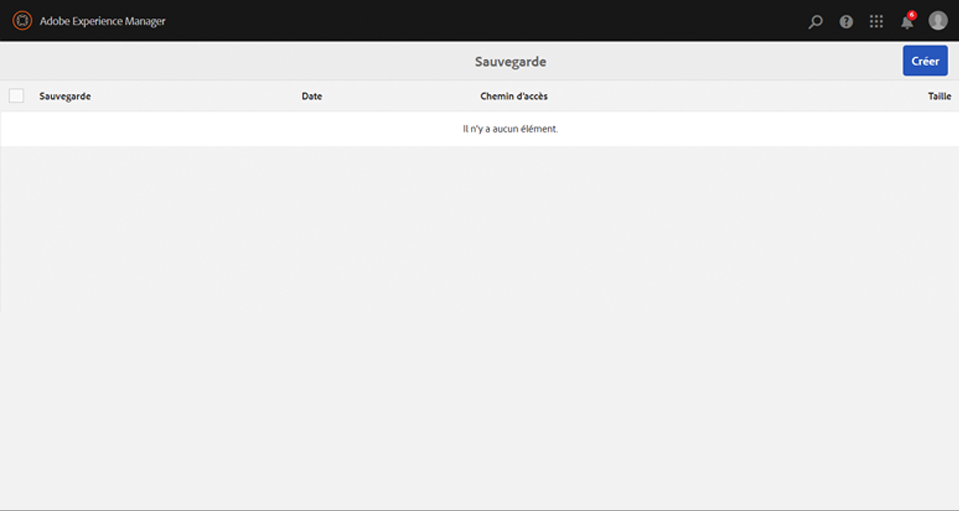 Adobe Experience Manager
6
Sauvegarde
Créer
Sauvegarde Date Chemin d'accès Taille
Il n'y a aucun élément.